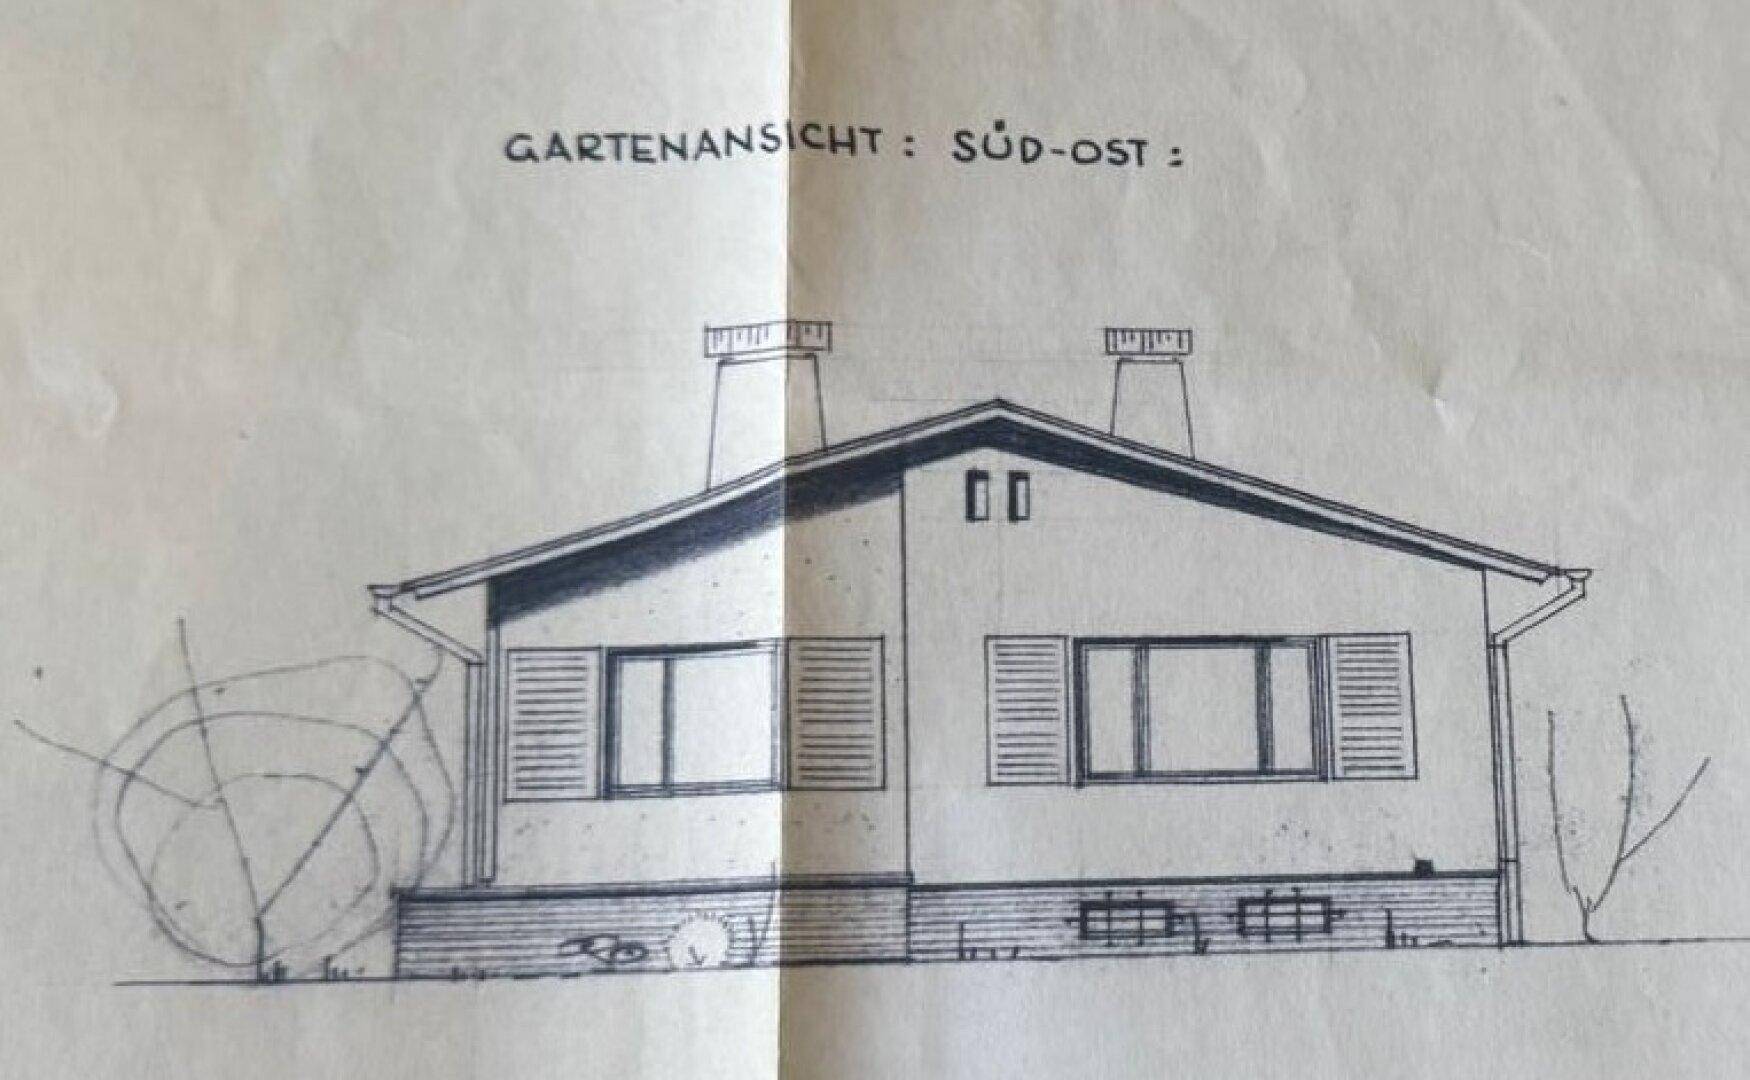 GARTENANSICHT : SÜD-OST :